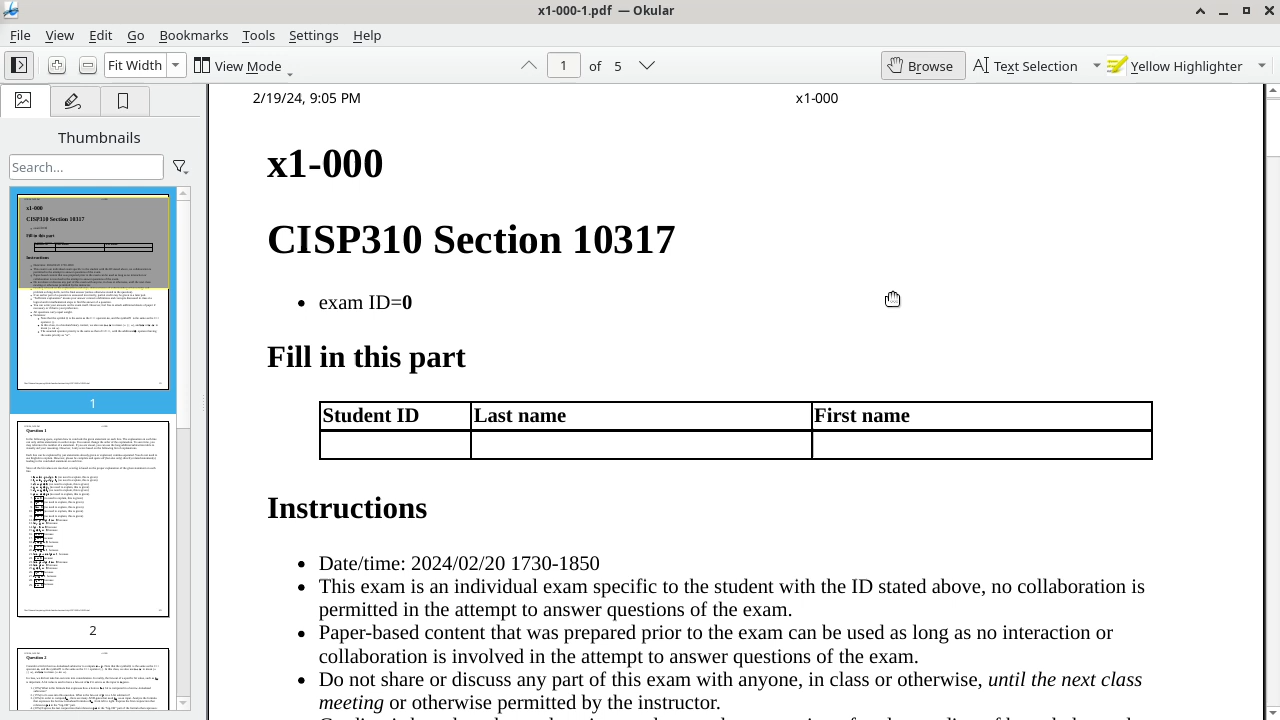 x1-000-1.pdf — Okular
File View Edit Go Bookmarks Tools Settings Help
Fit Width View Mode 1 of 5 Browse Text Selection Yellow Highlighter
Thumbnails
Search...
1
2
2/19/24, 9:05 PM x1-000
x1-000
CISP310 Section 10317
• exam ID=0
Fill in this part
Student ID Last name First name
Instructions
• Date/time: 2024/02/20 1730-1850
• This exam is an individual exam specific to the student with the ID stated above, no collaboration is
permitted in the attempt to answer questions of the exam.
• Paper-based content that was prepared prior to the exam can be used as long as no interaction or
collaboration is involved in the attempt to answer questions of the exam.
• Do not share or discuss any part of this exam with anyone, in class or otherwise, until the next class
meeting or otherwise permitted by the instructor.